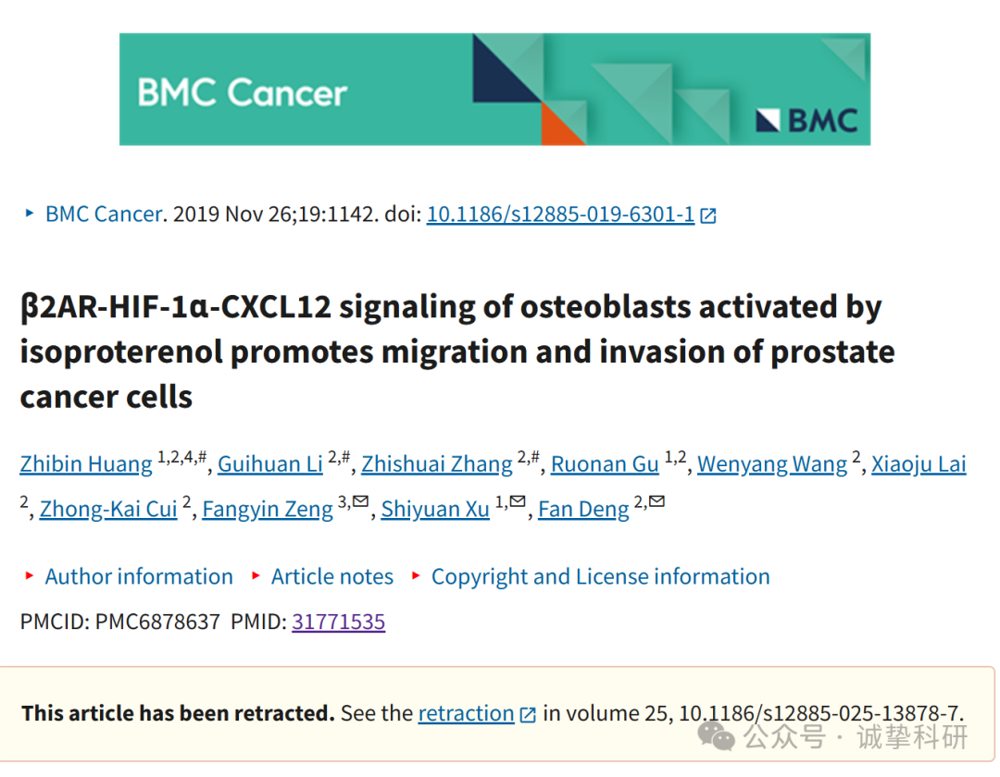 BMC Cancer
BMC
BMC Cancer. 2019 Nov 26;19:1142. doi: 10.1186/s12885-019-6301-1
β2AR-HIF-1α-CXCL12 signaling of osteoblasts activated by
isoproterenol promotes migration and invasion of prostate
cancer cells
Zhibin Huang 1,2,4,#, Guihuan Li 2,#, Zhishuai Zhang 2,#, Ruonan Gu 1,2, Wenyang Wang 2, Xiaoju Lai
2, Zhong-Kai Cui 2, Fangyin Zeng 3,✉, Shiyuan Xu 1,✉, Fan Deng 2,✉
Author information Article notes Copyright and License information
PMCID: PMC6878637 PMID: 31771535
This article has been retracted. See the retraction in volume 25, 10.1186/s12885-025-13878-7.
公众号 · 诚挚科研